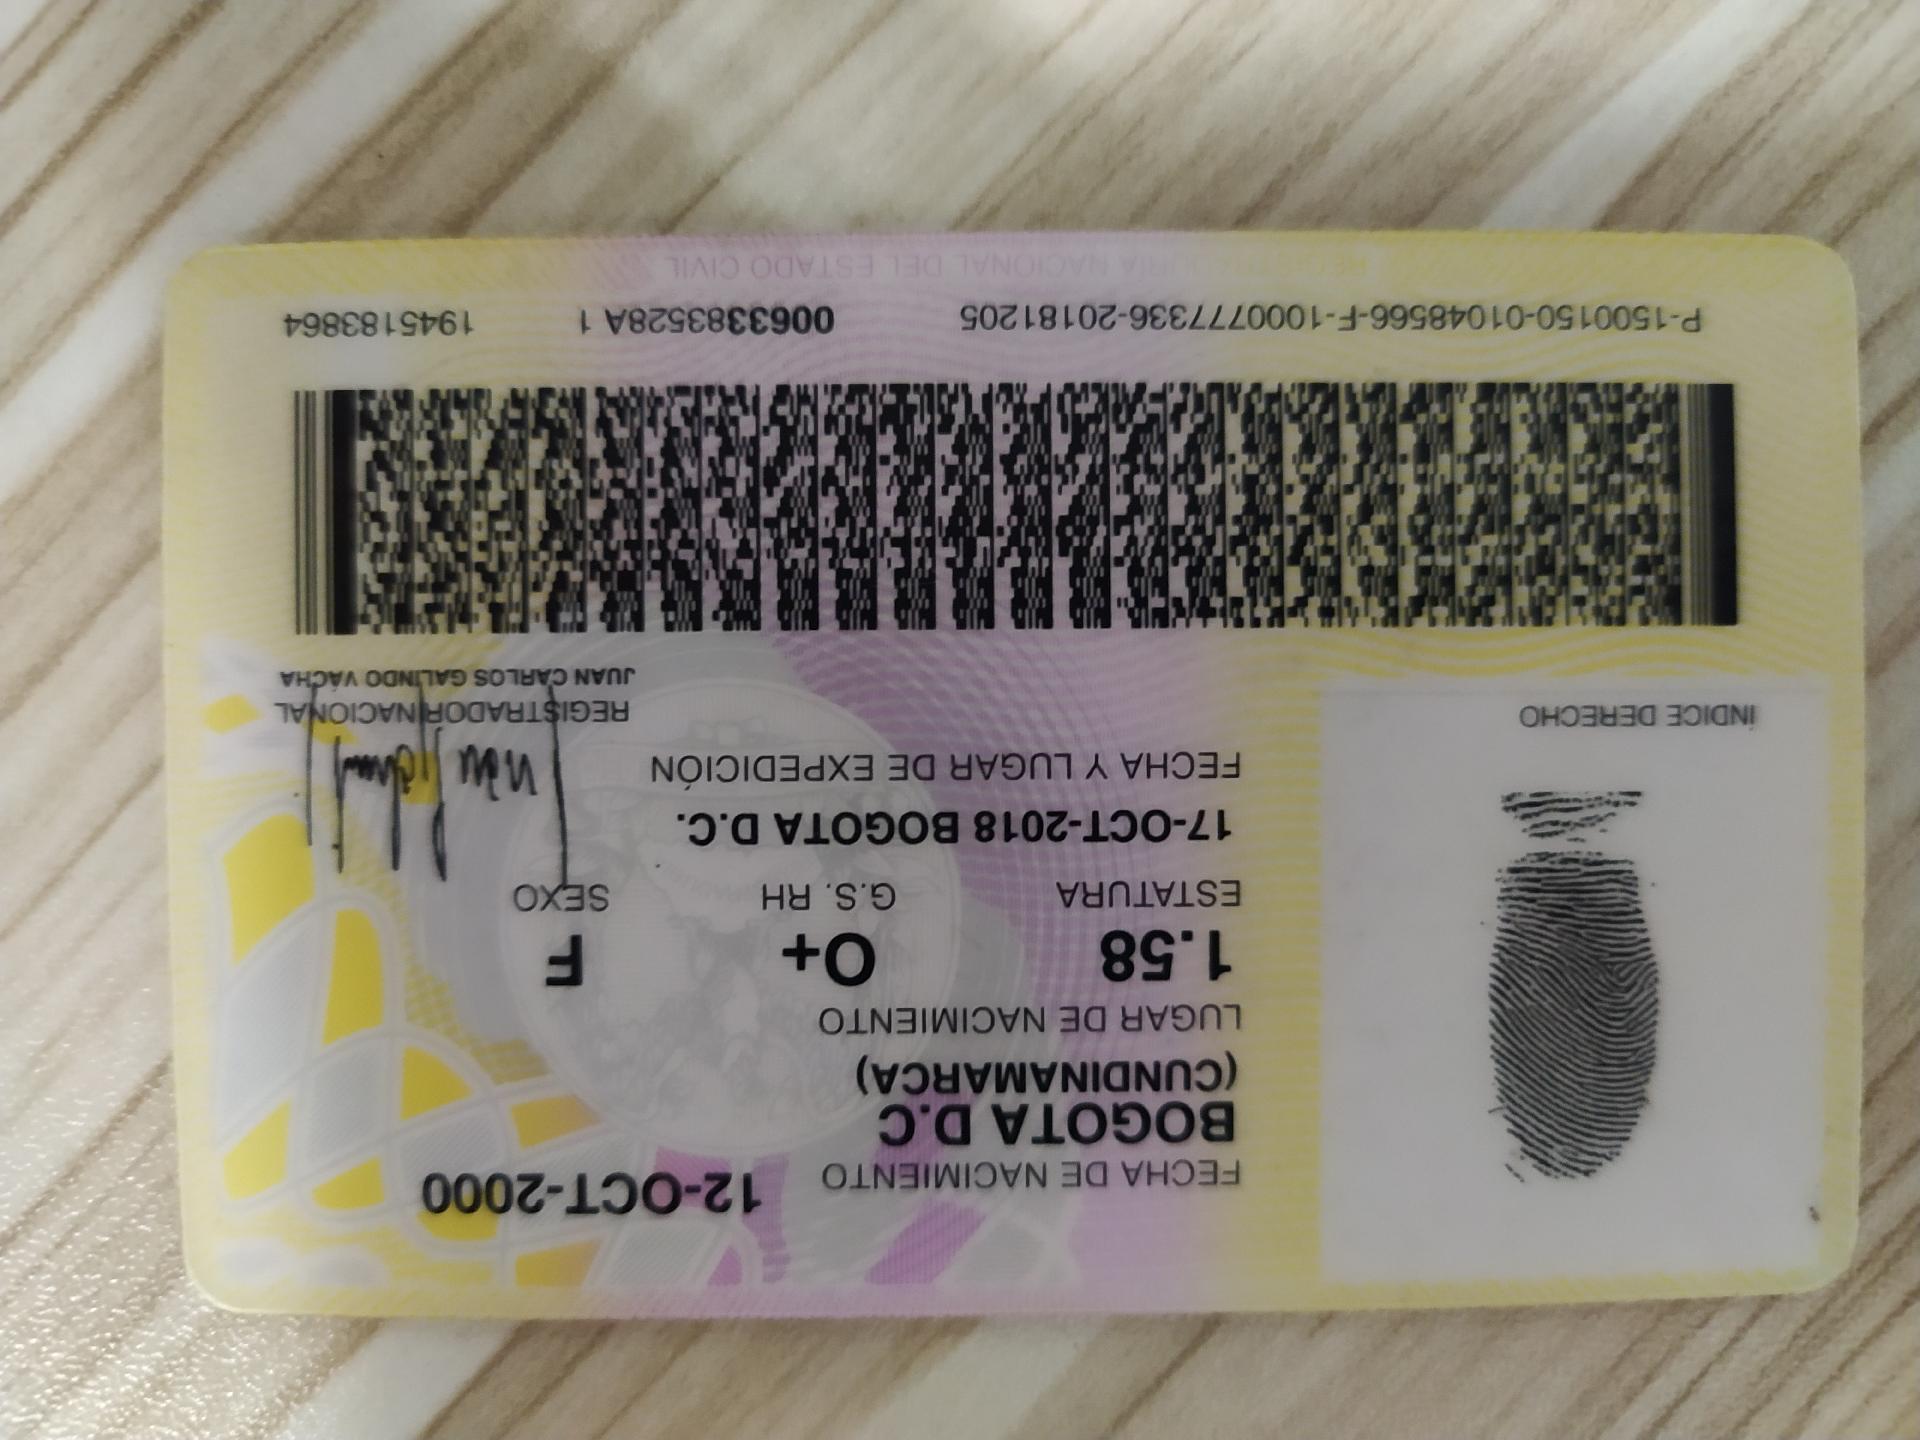 FECHA DE NACIMIENTO 12-OCT-2000
BOGOTA D.C
(CUNDINAMARCA)
LUGAR DE NACIMIENTO
1.58 O+ F
ESTATURA G.S. RH SEXO
17-OCT-2018 BOGOTA D.C.
FECHA Y LUGAR DE EXPEDICIÓN
ÍNDICE DERECHO
REGISTRADOR NACIONAL
JUAN CARLOS GALINDO VÁCHA
P-1500150-01048566-F-1000777336-20181205 0063383528A 1 1945183864
REGISTRADURIA NACIONAL DEL ESTADO CIVIL